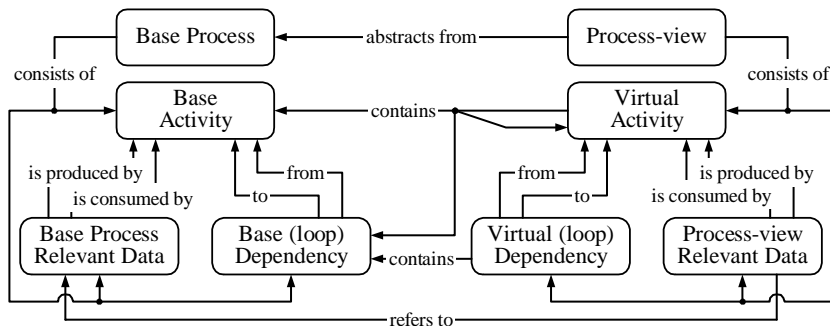 Base Process
abstracts from
Process-view
consists of
consists of
Base
Activity
contains
Virtual
Activity
is produced by
is consumed by
from
to
from
to
is produced by
is consumed by
Base Process
Relevant Data
Base (loop)
Dependency
contains
Virtual (loop)
Dependency
Process-view
Relevant Data
refers to